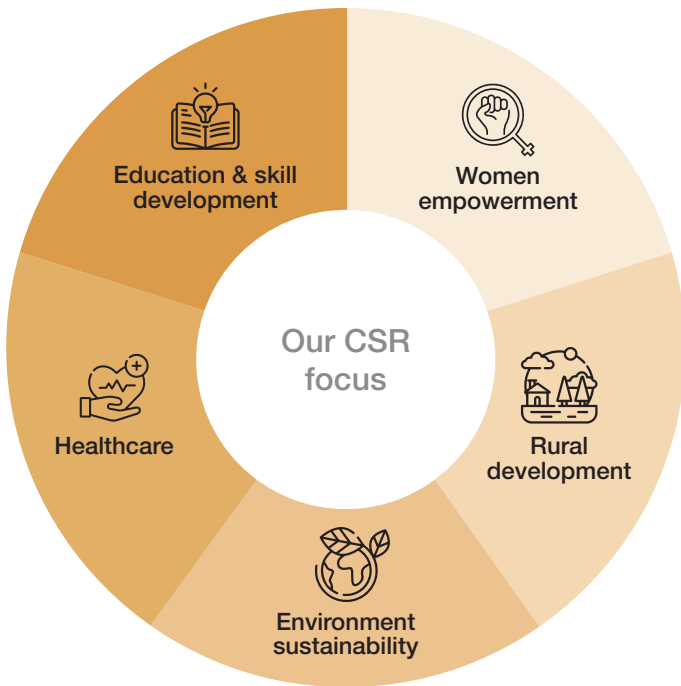 Education & skill
development
Women
empowerment
Our CSR
focus
Healthcare
Rural
development
Environment
sustainability